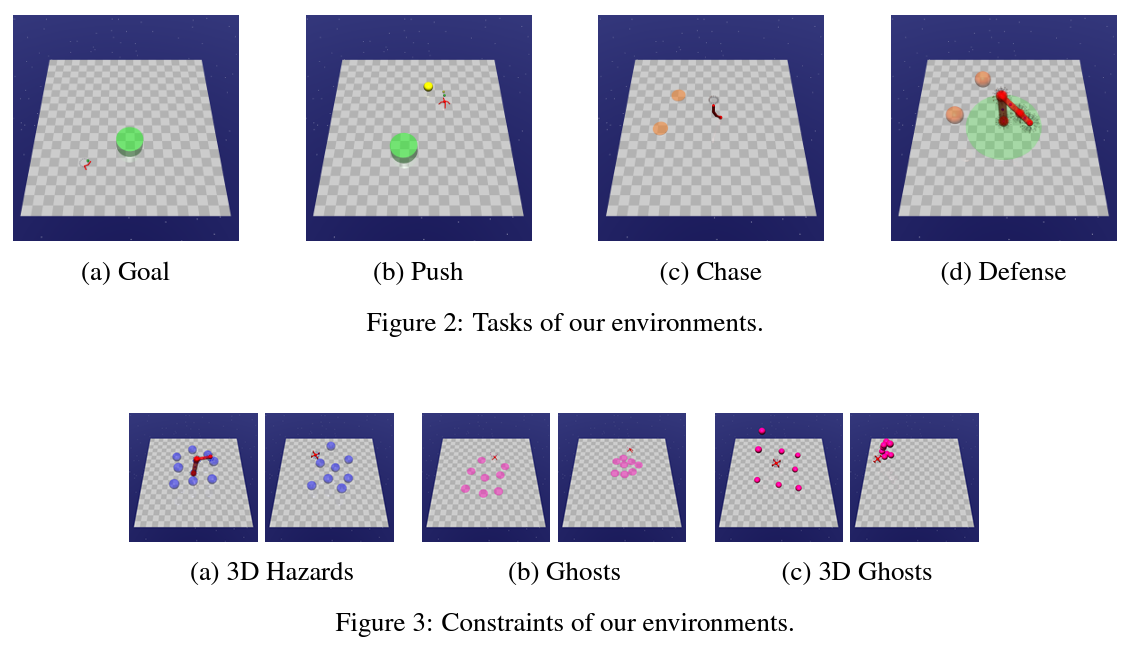 (a) Goal
(b) Push
(c) Chase
(d) Defense
Figure 2: Tasks of our environments.
(a) 3D Hazards
(b) Ghosts
(c) 3D Ghosts
Figure 3: Constraints of our environments.